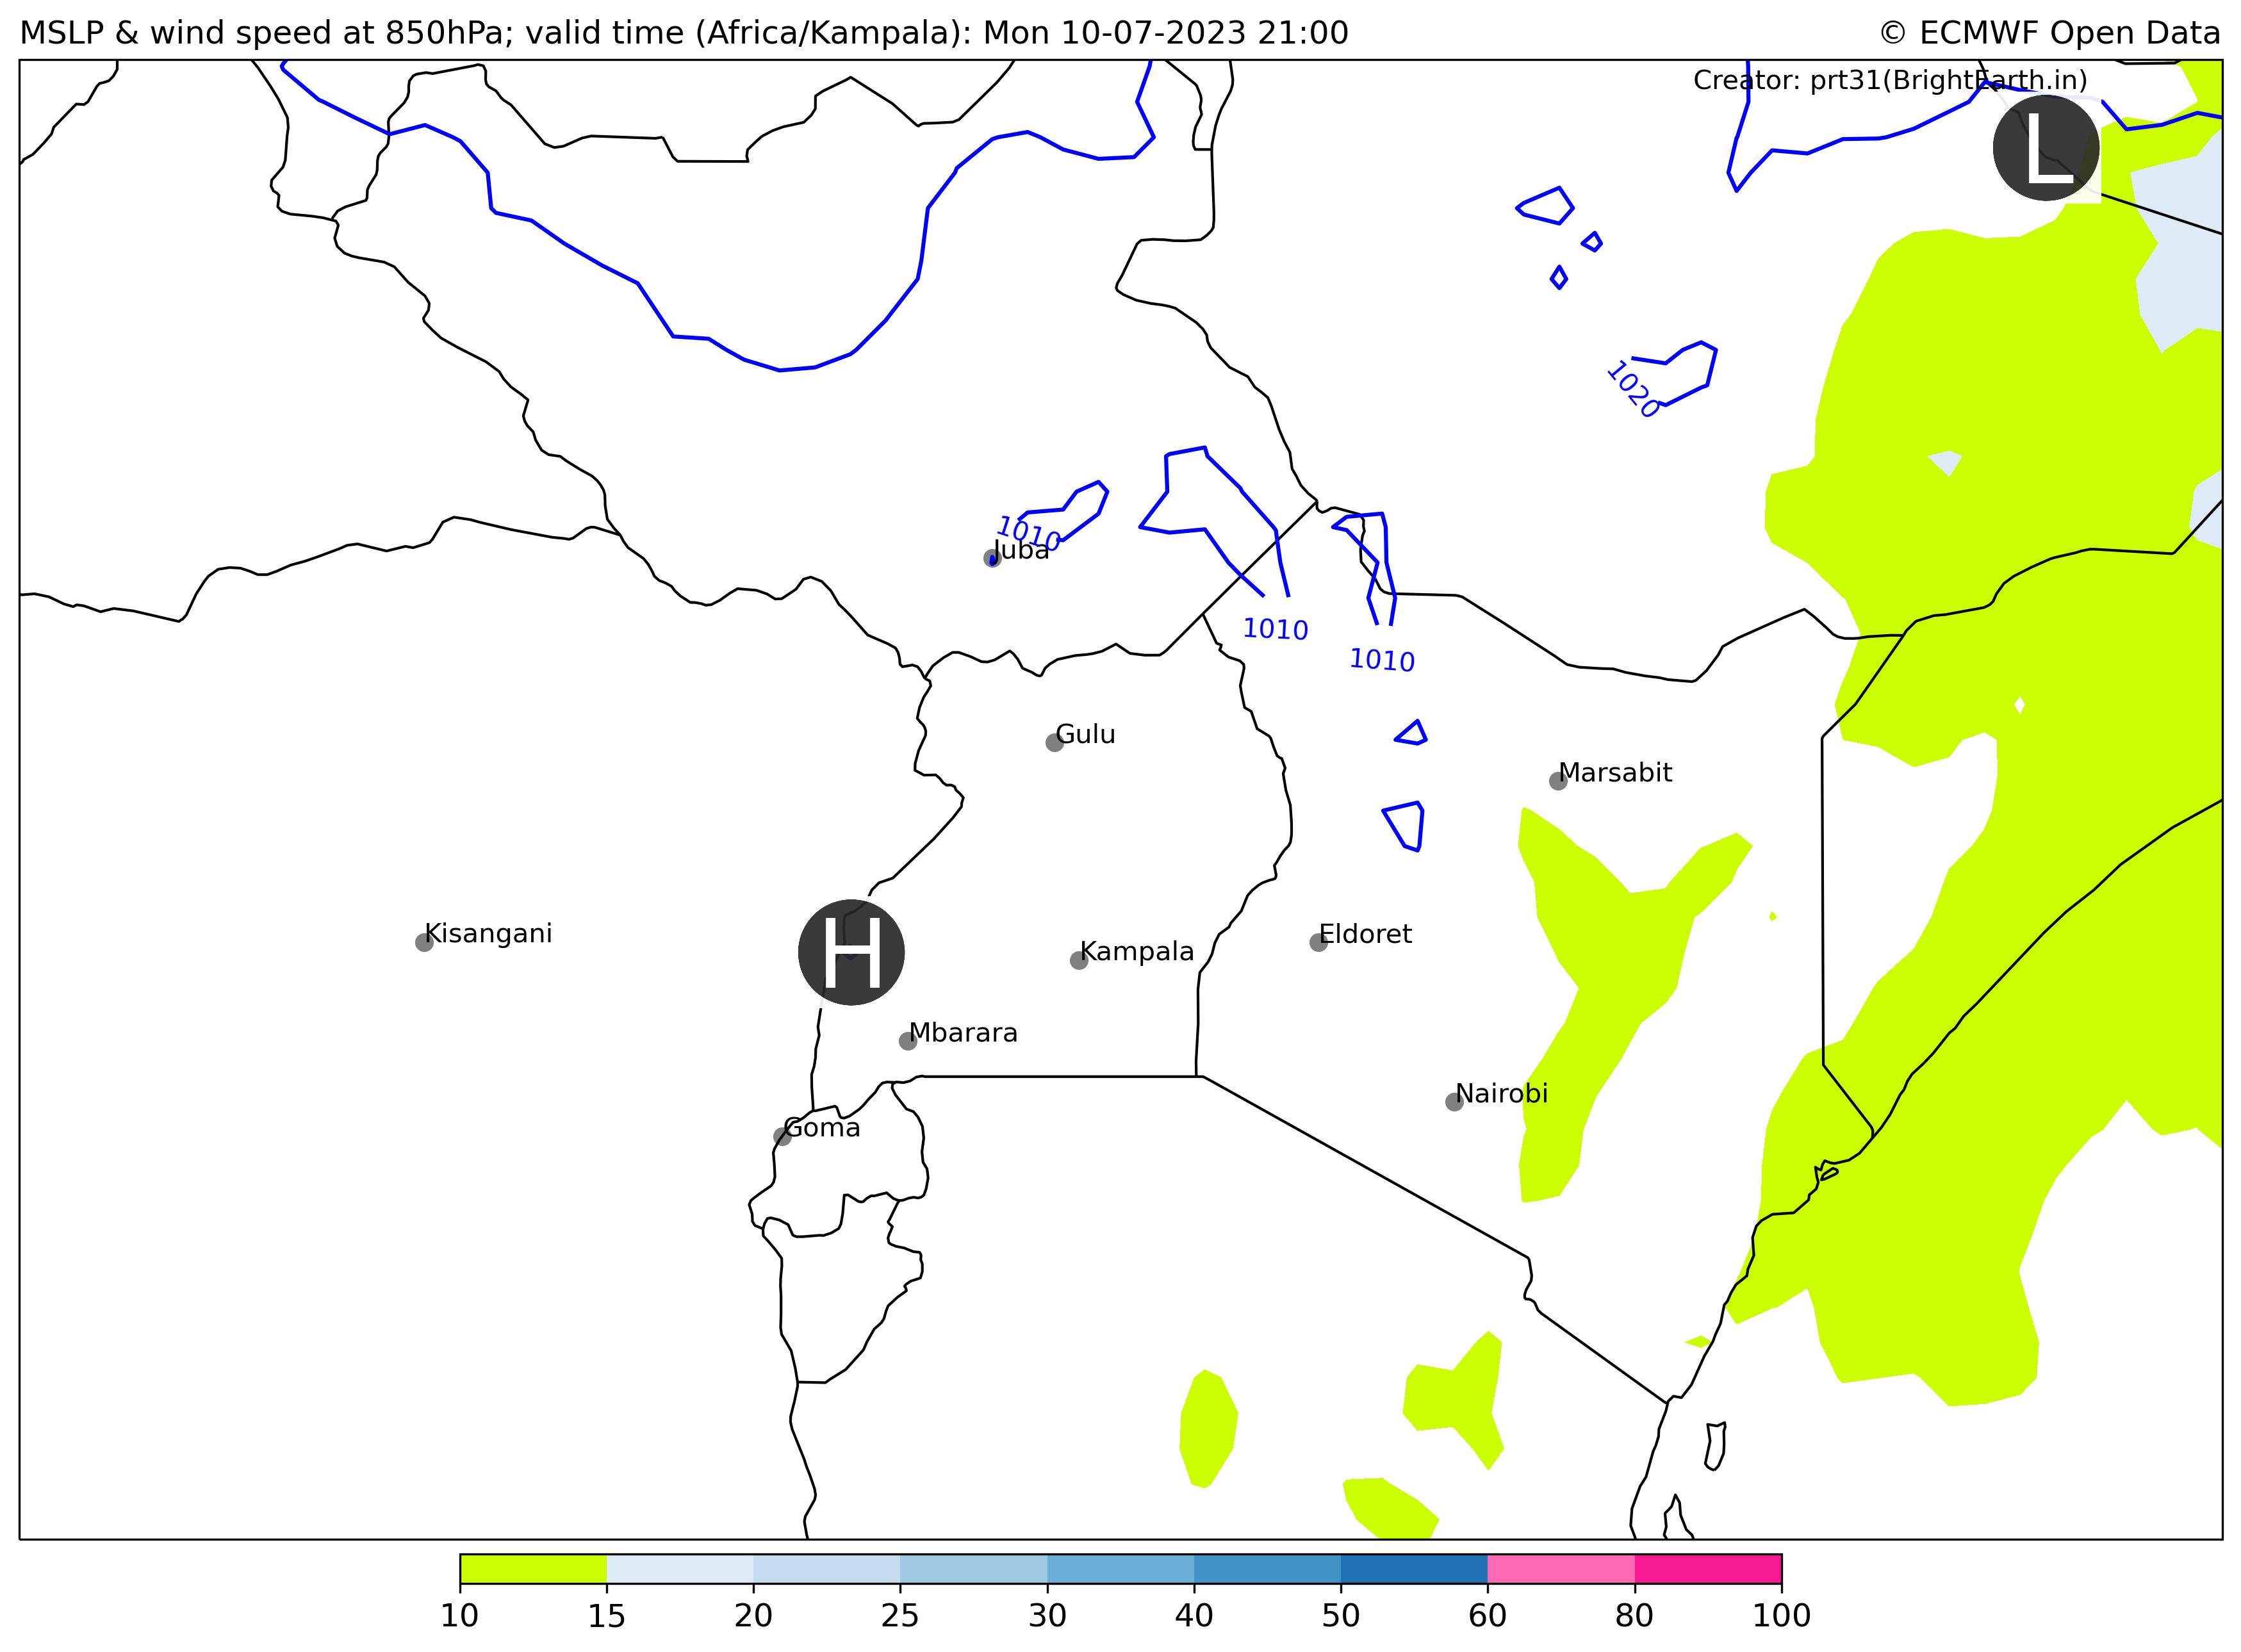 MSLP & wind speed at 850hPa; valid time (Africa/Kampala): Mon 10-07-2023 21:00
© ECMWF Open Data
Creator: prt31(BrightEarth.in)
L
1020
1010
Juba
1010
1010
Gulu
Marsabit
Kisangani
H
Kampala
Eldoret
Mbarara
Nairobi
Goma
10 15 20 25 30 40 50 60 80 100